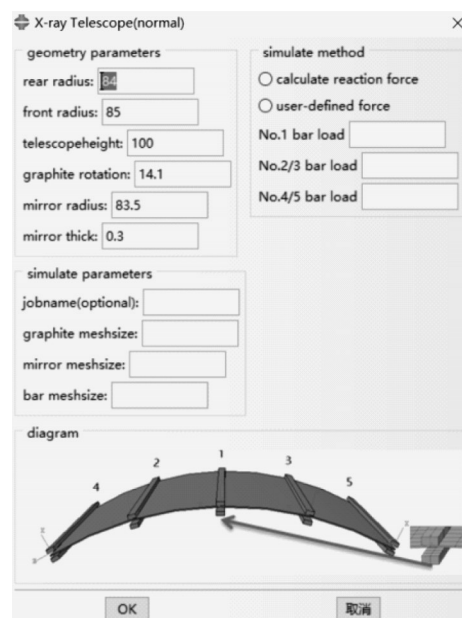 X-ray Telescope(normal)
geometry parameters
rear radius: 84
front radius: 85
telescopeheight: 100
graphite rotation: 14.1
mirror radius: 83.5
mirror thick: 0.3
simulate method
calculate reaction force
user-defined force
No.1 bar load
No.2/3 bar load
No.4/5 bar load
simulate parameters
jobname(optional):
graphite meshsize:
mirror meshsize:
bar meshsize:
diagram
4 2 1 3 5
OK
取消